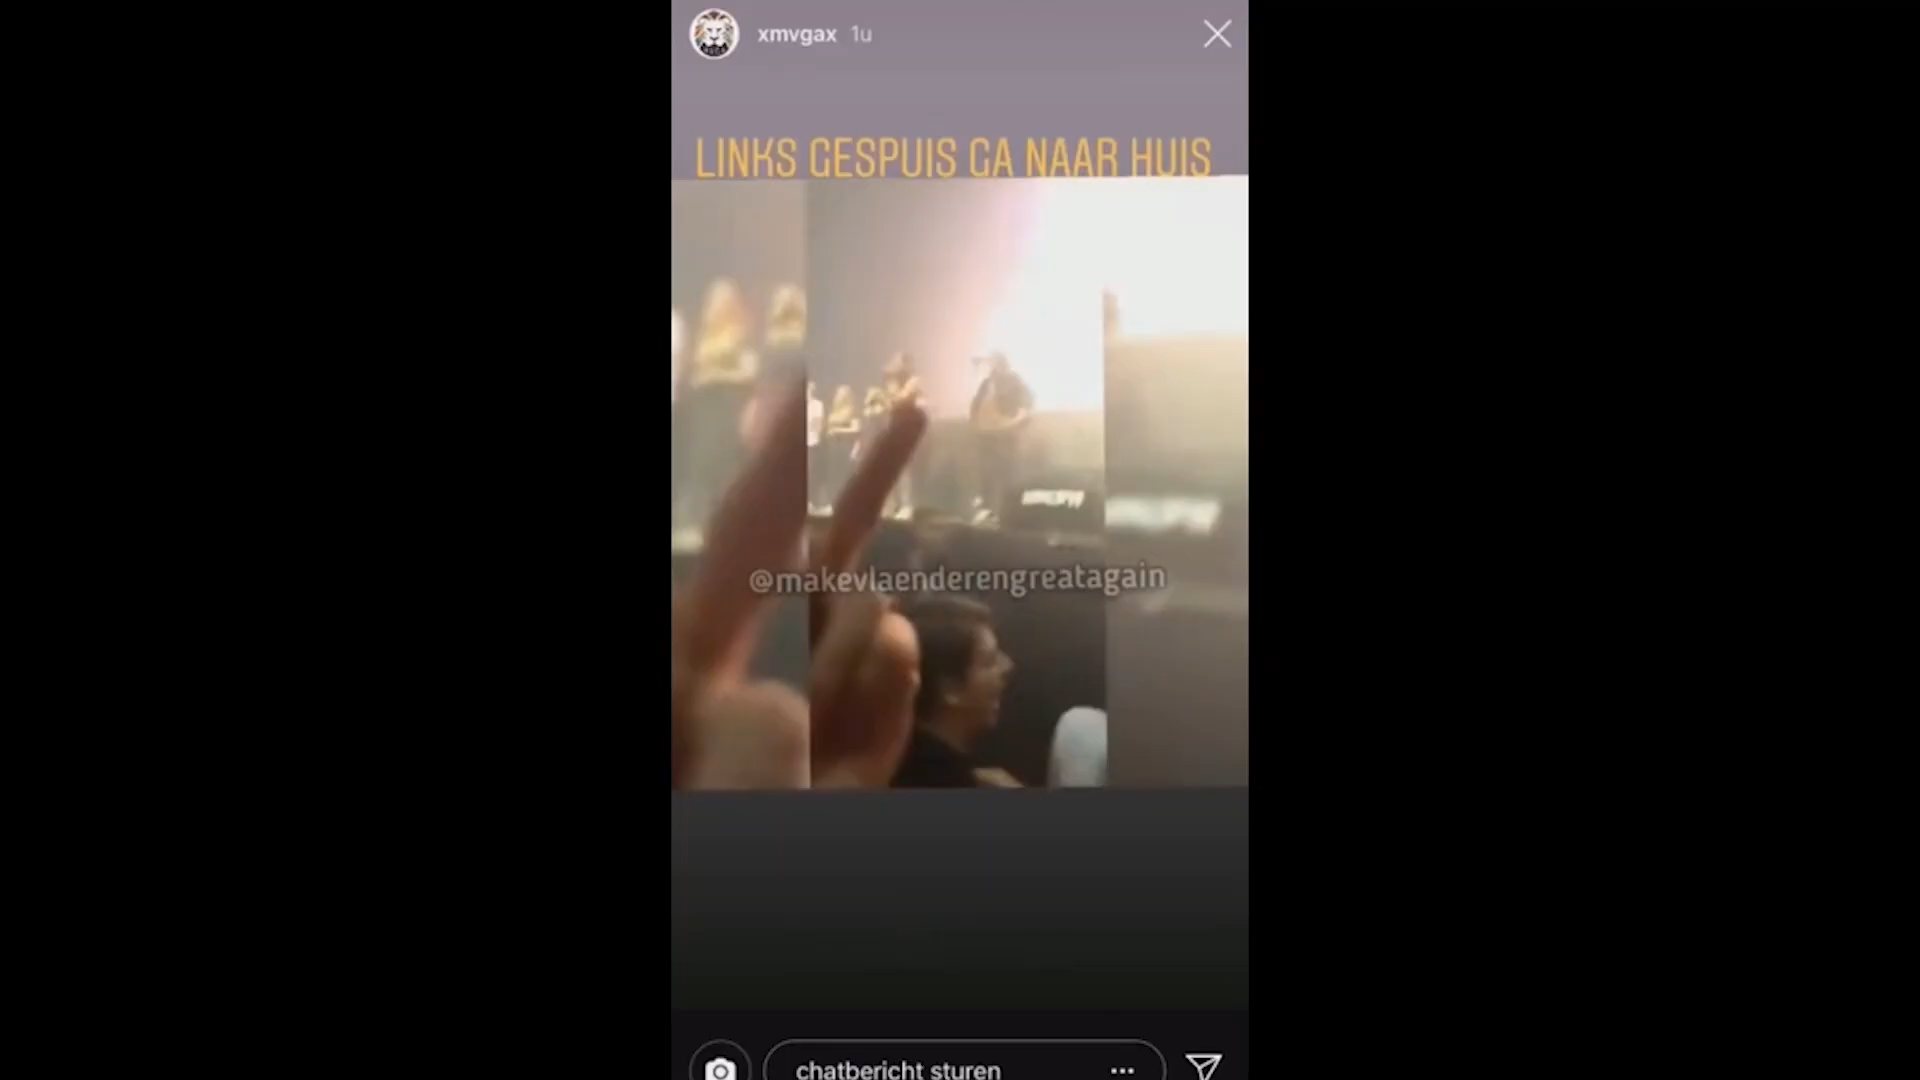 xmvgax 1u
LINKS GESPUIS GA NAAR HUIS
@makevlaenderengreatagain
chatbericht sturen